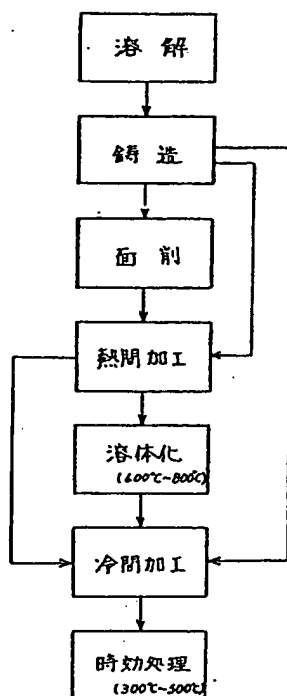 溶解
鋳造
面削
熱間加工
溶体化
(600℃~800℃)
冷間加工
時効処理
(300℃~500℃)